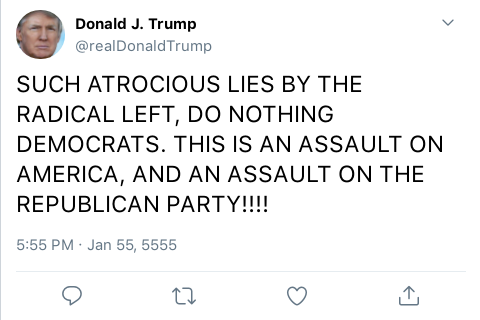 Donald J. Trump
@realDonaldTrump
SUCH ATROCIOUS LIES BY THE
RADICAL LEFT, DO NOTHING
DEMOCRATS. THIS IS AN ASSAULT ON
AMERICA, AND AN ASSAULT ON THE
REPUBLICAN PARTY!!!!
5:55 PM · Jan 55, 5555